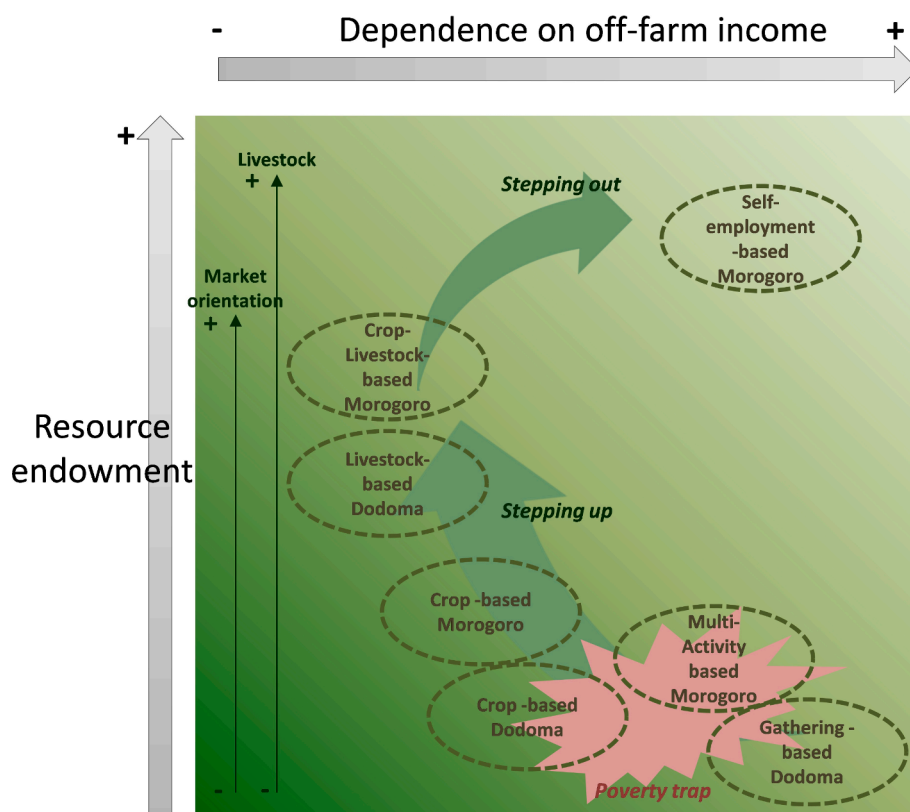 - Dependence on off-farm income +
+
Livestock
+
Stepping out
Self-
employment
-based
Morogoro
Market
orientation
+
Crop-
Livestock-
based
Morogoro
Resource
endowment
Livestock-
based
Dodoma
Stepping up
Crop -based
Morogoro
Multi-
Activity
based
Morogoro
Crop -based
Dodoma
Gathering -
based
Dodoma
Poverty trap
- -